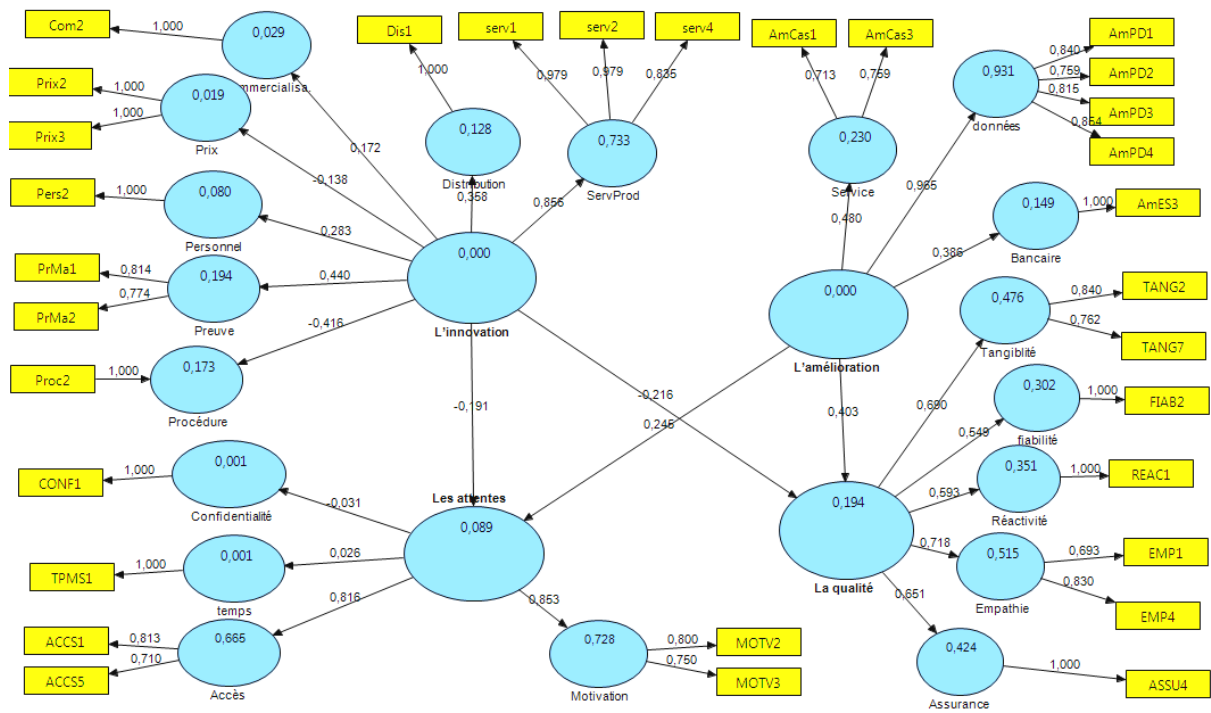 Com2
1,000
0,029
mmercialisa.
Prix2
1,000
Prix3
1,000
0,019
Prix
Pers2
1,000
0,080
Personnel
PrMa1
0,814
PrMa2
0,774
0,194
Preuve
Proc2
1,000
0,173
Procédure
Dis1
1,000
0,128
Distribution
serv1
serv2
serv4
0,979
0,979
0,835
0,733
ServProd
0,172
-0,138
0,283
0,440
-0,416
0,358
0,000
L'innovation
-0,191
-0,216
AmCas1
AmCas3
0,713
0,759
0,230
Service
0,480
0,931
données
0,840
0,759
0,815
AmPD1
AmPD2
AmPD3
AmPD4
0,965
0,149
Bancaire
1,000
AmES3
0,386
0,000
L'amélioration
0,403
0,476
Tangiblité
0,840
TANG2
0,762
TANG7
0,302
fiabilité
1,000
FIAB2
0,549
0,351
Réactivité
1,000
REAC1
0,593
0,194
La qualité
0,718
0,515
Empathie
0,693
EMP1
0,830
EMP4
0,651
0,424
Assurance
1,000
ASSU4
CONF1
1,000
0,001
Confidentialité
-0,031
Les attentes
0,089
TPMS1
1,000
0,001
temps
0,026
0,816
0,853
ACCS1
0,813
ACCS5
0,710
0,665
Accès
0,728
Motivation
0,800
MOTV2
0,750
MOTV3